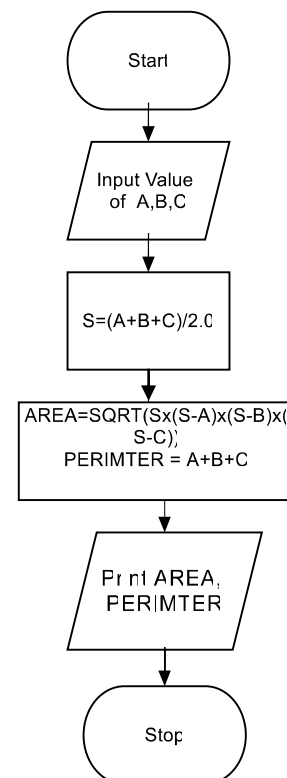 Start
Input Value
of A,B,C
S=(A+B+C)/2.0
AREA=SQRT(Sx(S-A)x(S-B)x(
S-C))
PERIMTER = A+B+C
Print AREA,
PERIMTER
Stop